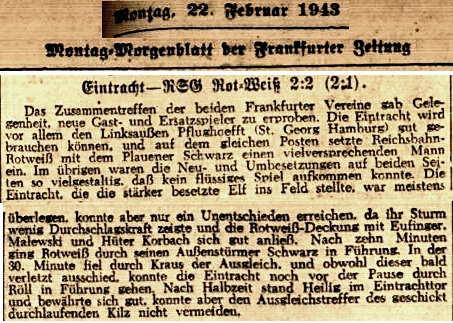 Montag, 22. Februar 1943
Montag-Morgenblatt der Frankfurter Zeitung
Eintracht—RSG Rot-Weiß 2:2 (2:1).
Das Zusammentreffen der beiden Frankfurter Vereine gab Gele-
genheit, neue Gast- und Ersatzspieler zu erproben. Die Eintracht wird
vor allem den Linksaußen Pflughoefft (St. Georg Hamburg) gut ge-
brauchen können, und auf dem gleichen Posten setzte Reichsbahn-
Rotweiß mit dem Plauener Schwarz einen vielversprechenden Mann
ein. Im übrigen waren die Neu- und Umbesetzungen auf beiden Sei-
ten so vielgestaltig, daß kein flüssiges Spiel aufkommen konnte. Die
Eintracht, die die stärker besetzte Elf ins Feld stellte, war meistens
überlegen, konnte aber nur ein Unentschieden erreichen, da ihr Sturm
wenig Durchschlagskraft zeigte und die Rotweiß-Deckung mit Eufinger,
Malewski und Hüter Korbach sich gut anließ. Nach zehn Minuten
ging Rotweiß durch seinen Außenstürmer Schwarz in Führung. In der
30. Minute fiel durch Kraus der Ausgleich, und obwohl dieser bald
verletzt ausschied, konnte die Eintracht noch vor der Pause durch
Röll in Führung gehen. Nach Halbzeit stand Heilig im Eintrachttor
und bewährte sich gut, konnte aber den Ausgleichstreffer des geschickt
durchlaufenden Kilz nicht vermeiden.